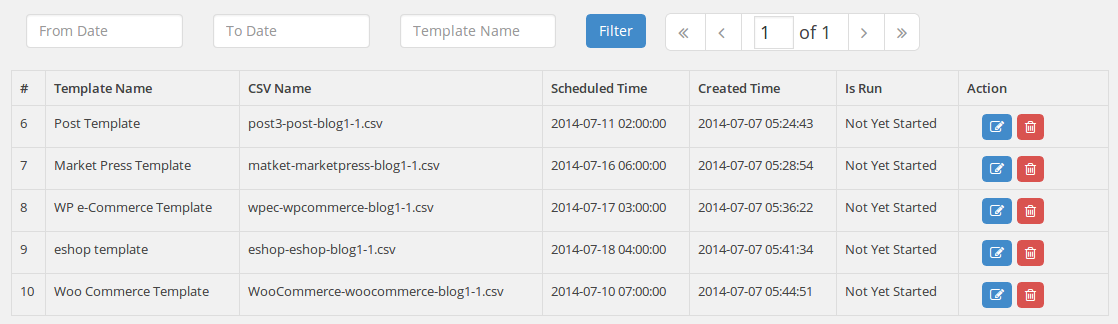 From Date To Date Template Name Filter « ‹ 1 of 1 › »
# Template Name CSV Name Scheduled Time Created Time Is Run Action
6 Post Template post3-post-blog1-1.csv 2014-07-11 02:00:00 2014-07-07 05:24:43 Not Yet Started
7 Market Press Template matket-marketpress-blog1-1.csv 2014-07-16 06:00:00 2014-07-07 05:28:54 Not Yet Started
8 WP e-Commerce Template wpec-wpcommerce-blog1-1.csv 2014-07-17 03:00:00 2014-07-07 05:36:22 Not Yet Started
9 eshop template eshop-eshop-blog1-1.csv 2014-07-18 04:00:00 2014-07-07 05:41:34 Not Yet Started
10 Woo Commerce Template WooCommerce-woocommerce-blog1-1.csv 2014-07-10 07:00:00 2014-07-07 05:44:51 Not Yet Started